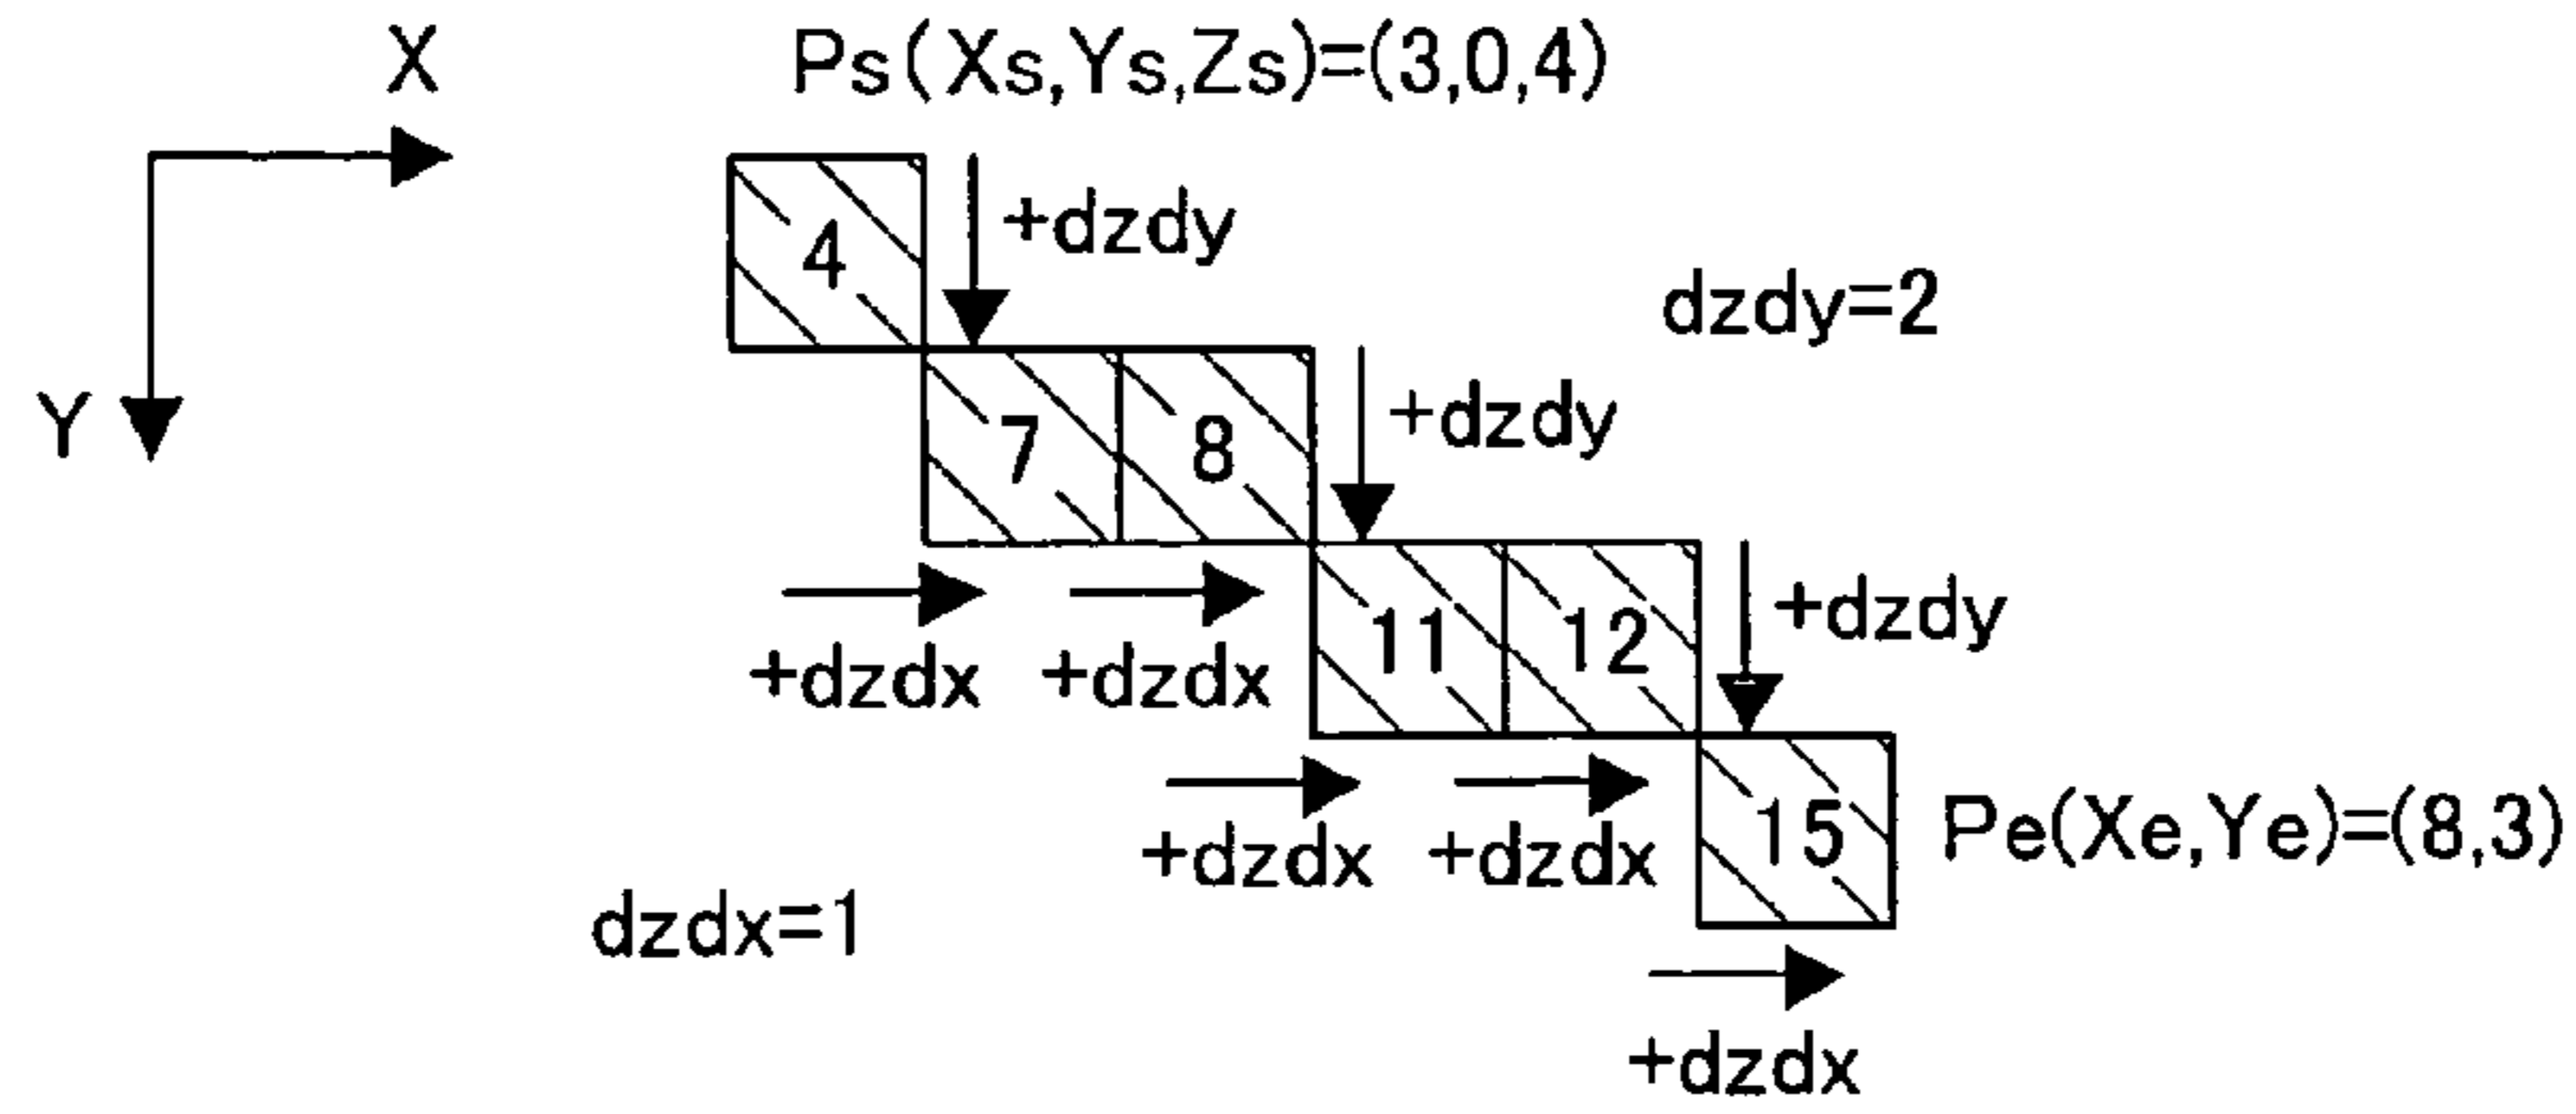 X
Ps(Xs,Ys,Zs)=(3,0,4)
4
+dzdy
dzdy=2
Y
7
8
+dzdy
11
12
+dzdy
+dzdx
+dzdx
15
Pe(Xe,Ye)=(8,3)
+dzdx
+dzdx
dzdx=1
+dzdx